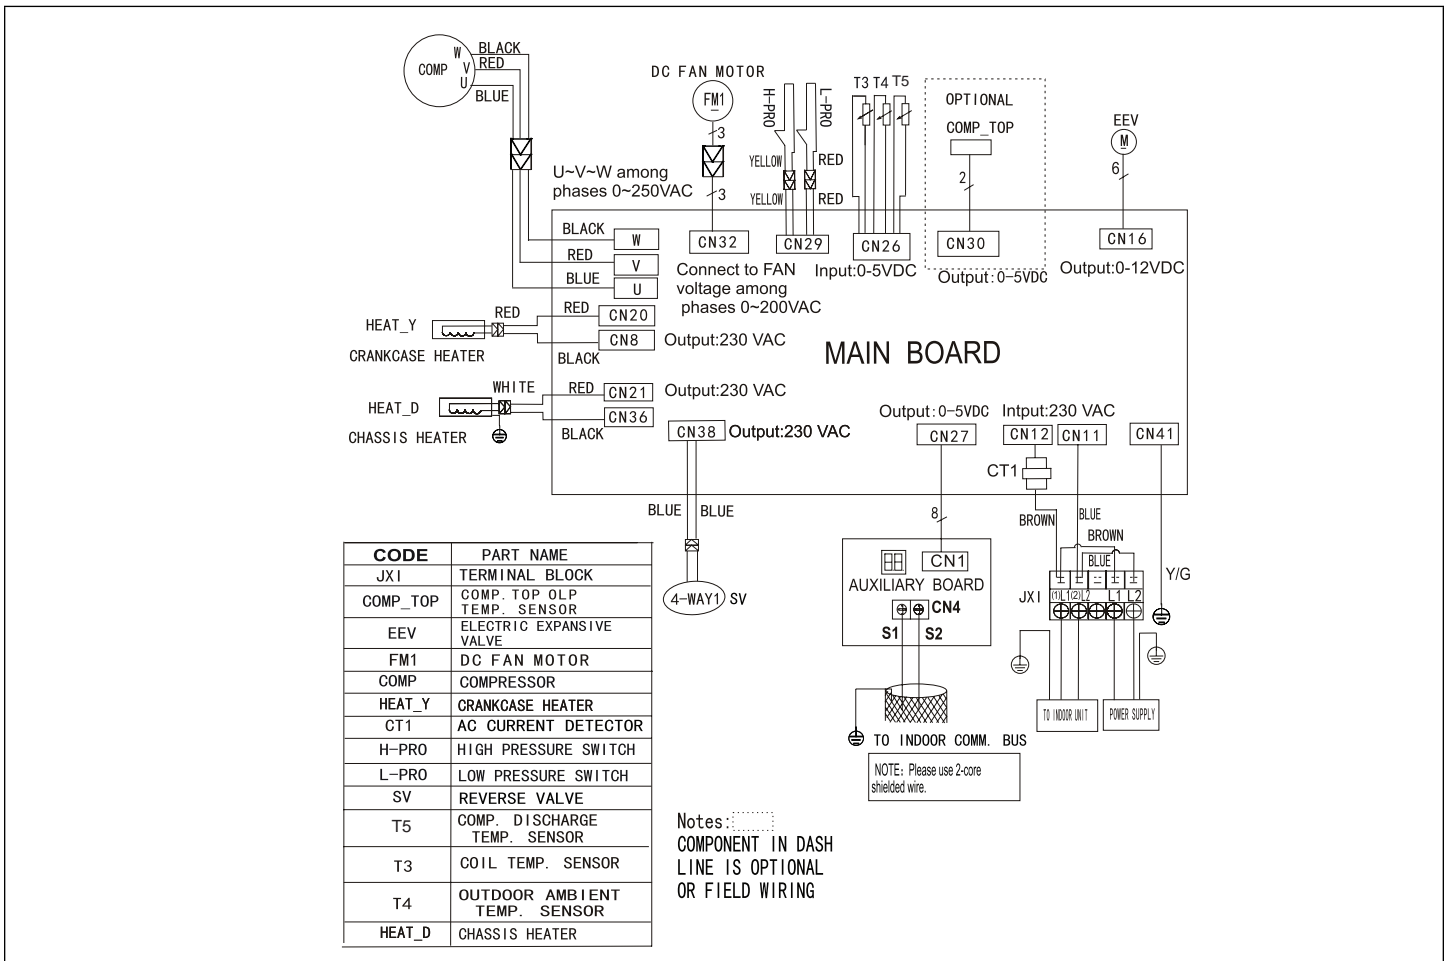 BLACK
W
COMP
V
RED
U
BLUE
DC FAN MOTOR
FM1
3
3
H-PRO
L-PRO
YELLOW
RED
YELLOW
RED
T3 T4 T5
OPTIONAL
COMP_TOP
2
EEV
M
6
U~V~W among
phases 0~250VAC
BLACK
W
RED
V
BLUE
U
CN32
CN29
CN26
CN30
CN16
Connect to FAN
voltage among
phases 0~200VAC
Input:0-5VDC
Output:0-5VDC
Output:0-12VDC
HEAT_Y
RED
RED
CN20
CN8
Output:230 VAC
CRANKCASE HEATER
BLACK
MAIN BOARD
WHITE
RED
CN21
Output:230 VAC
HEAT_D
CN36
CHASSIS HEATER
BLACK
CN38
Output:230 VAC
Output:0-5VDC
Intput:230 VAC
CN27
CN12
CN11
CN41
CT1
BLUE
BLUE
8
BROWN
BLUE
BROWN
BLUE
Y/G
4-WAY1
SV
CN1
AUXILIARY BOARD
CN4
S1
S2
JX1
(1)L1(2)L2
L1 L2
TO INDOOR UNIT
POWER SUPPLY
TO INDOOR COMM. BUS
NOTE: Please use 2-core
shielded wire.
CODE PART NAME
JX1 TERMINAL BLOCK
COMP_TOP COMP.TOP OLP
TEMP. SENSOR
EEV ELECTRIC EXPANSIVE
VALVE
FM1 DC FAN MOTOR
COMP COMPRESSOR
HEAT_Y CRANKCASE HEATER
CT1 AC CURRENT DETECTOR
H-PRO HIGH PRESSURE SWITCH
L-PRO LOW PRESSURE SWITCH
SV REVERSE VALVE
T5 COMP. DISCHARGE
TEMP. SENSOR
T3 COIL TEMP. SENSOR
T4 OUTDOOR AMBIENT
TEMP. SENSOR
HEAT_D CHASSIS HEATER
Notes:
COMPONENT IN DASH
LINE IS OPTIONAL
OR FIELD WIRING